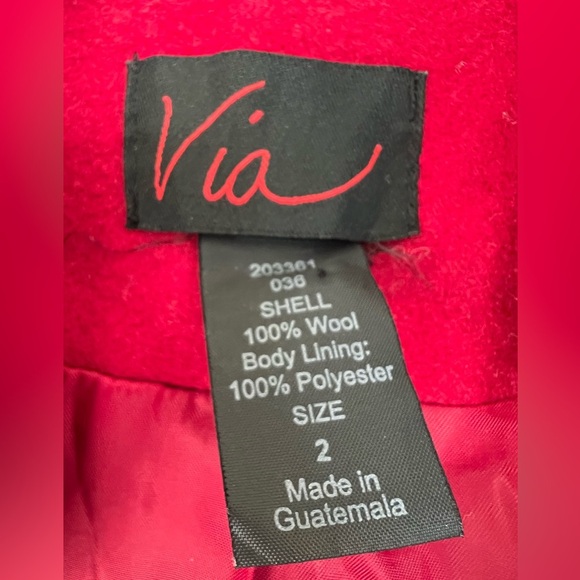 Via
203361
036
SHELL
100% Wool
Body Lining:
100% Polyester
SIZE
2
Made in
Guatemala